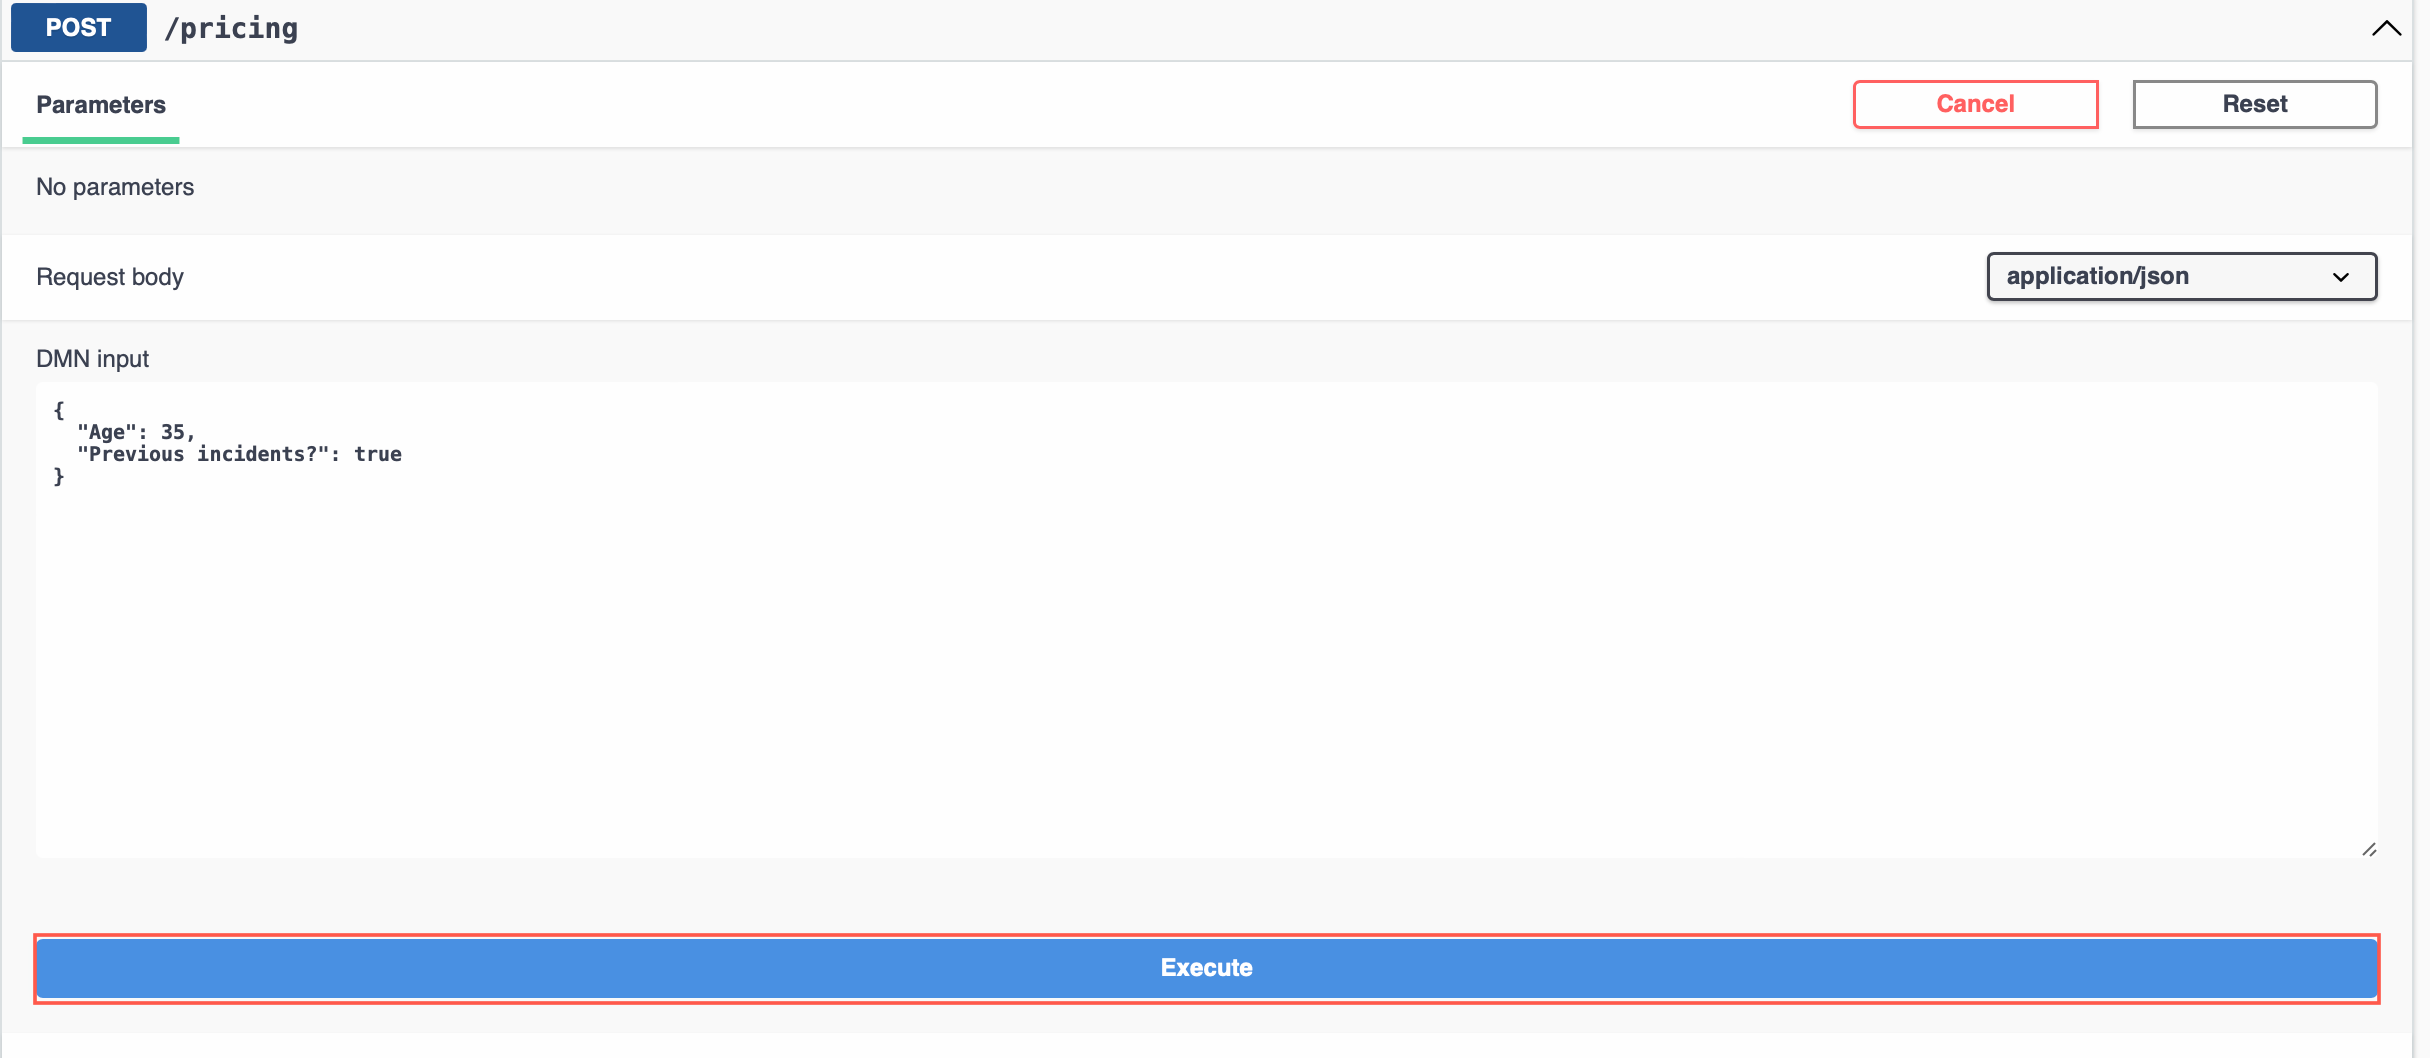 POST /pricing
Parameters
Cancel
Reset
No parameters
Request body
application/json
DMN input
{
  "Age": 35,
  "Previous incidents?": true
}
Execute